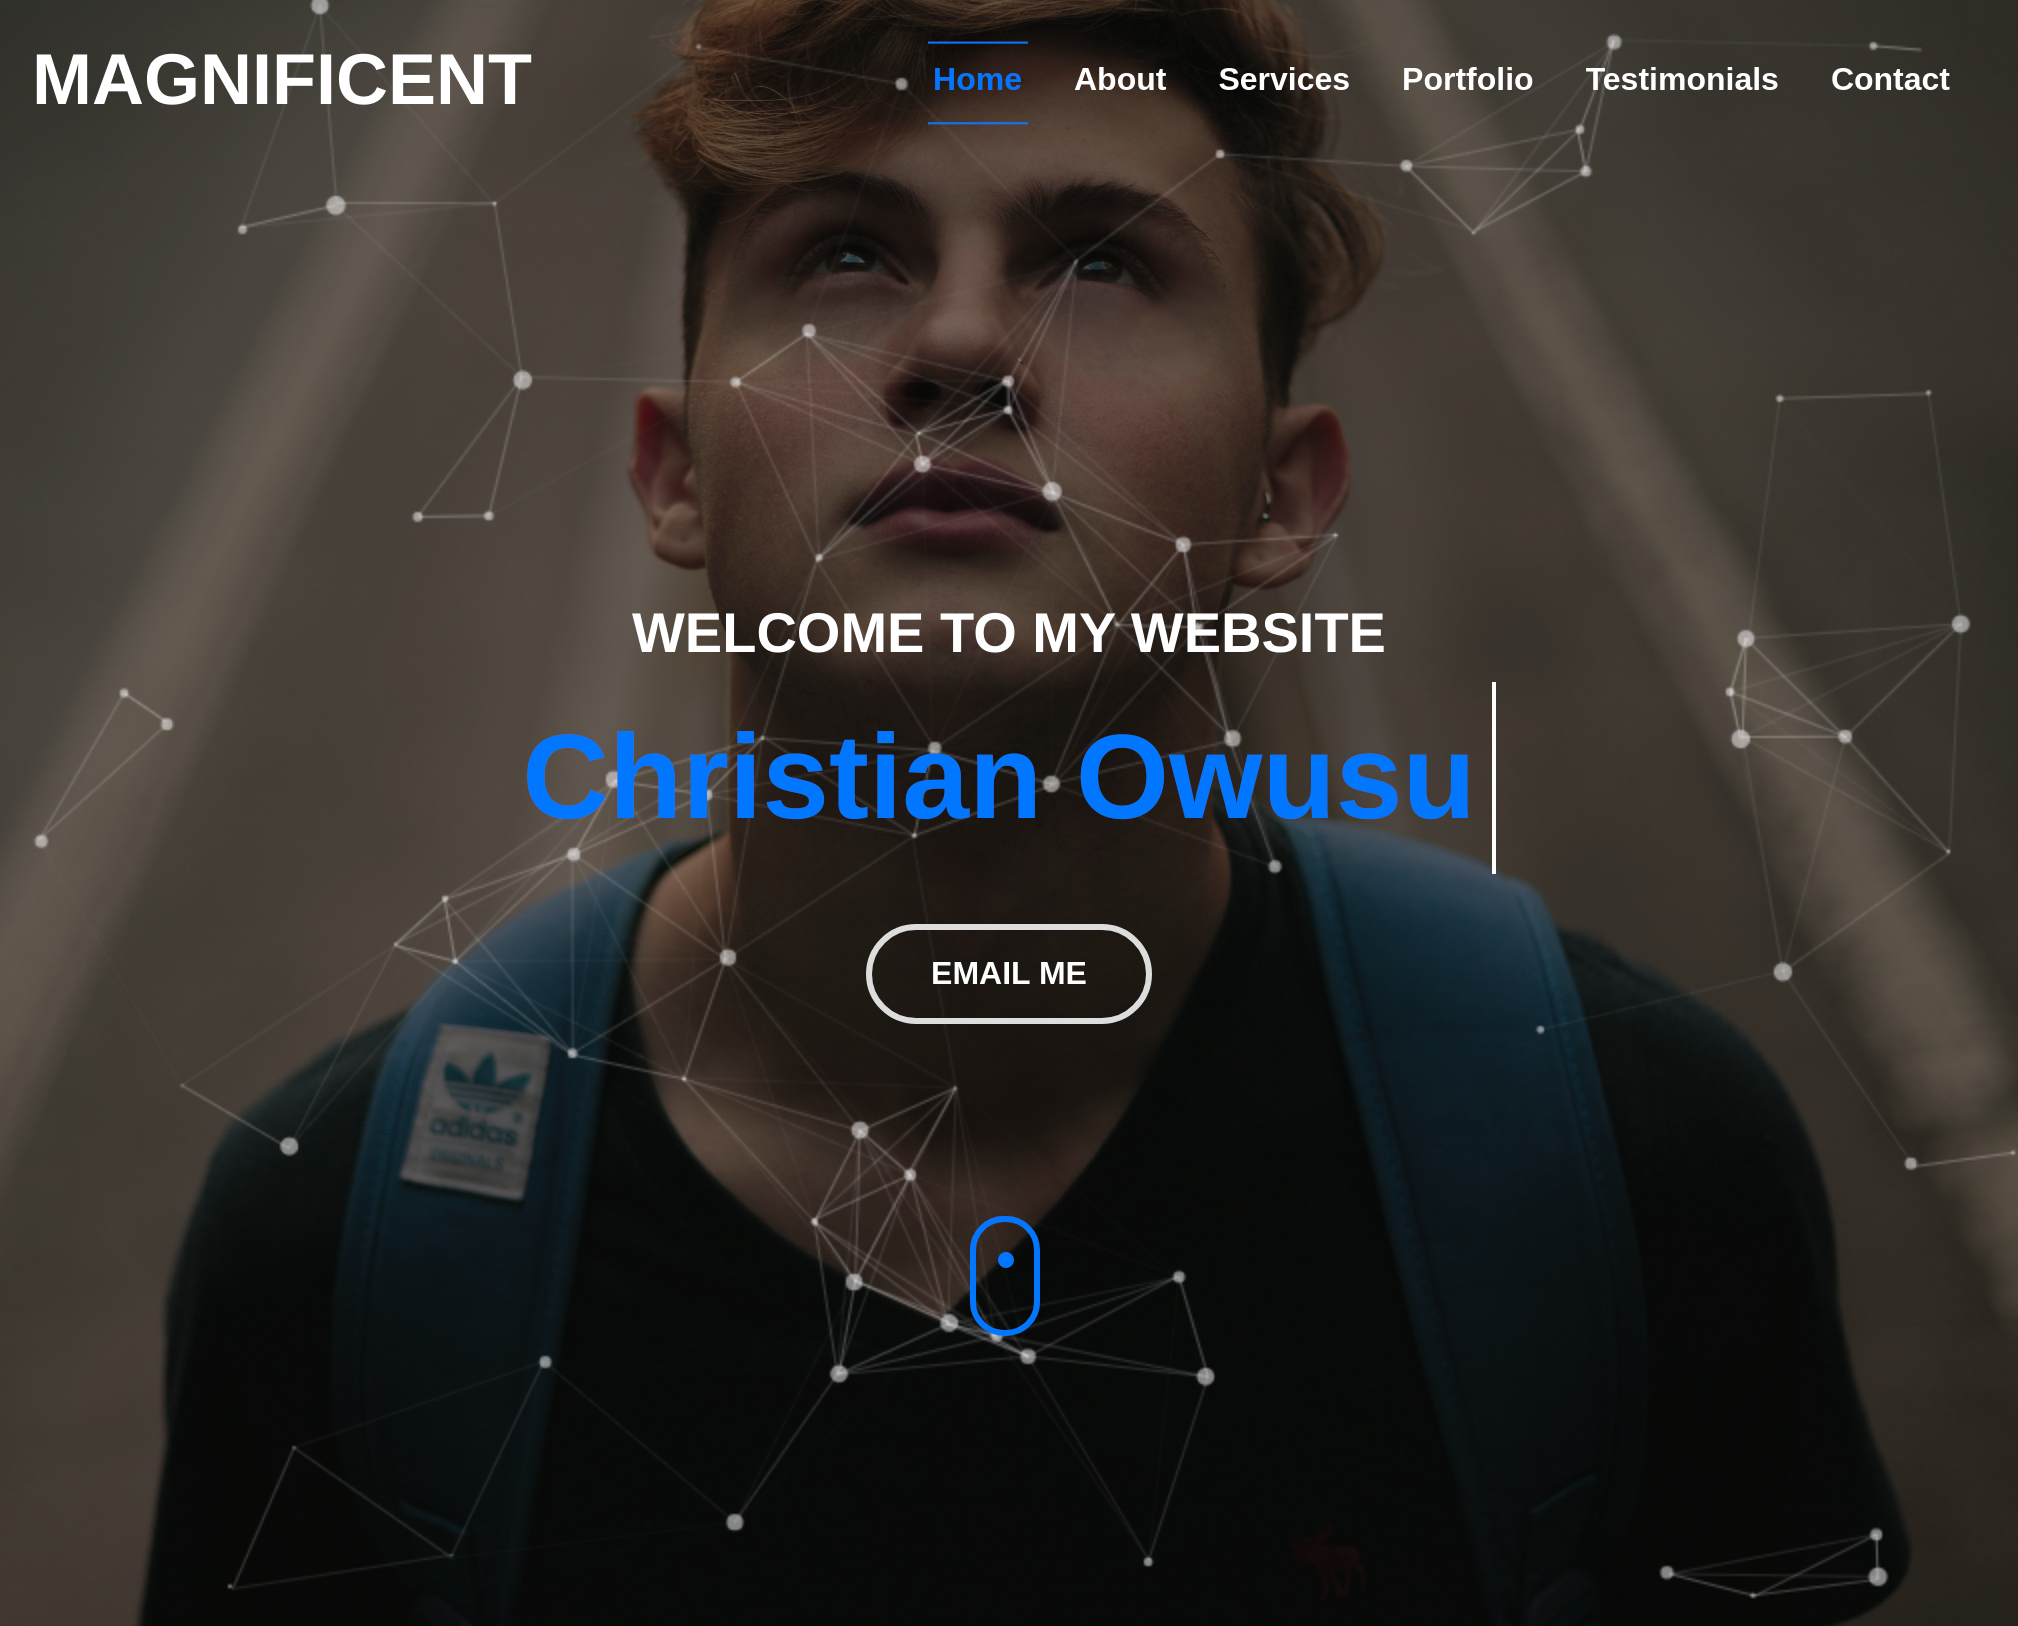 MAGNIFICENT
Home About Services Portfolio Testimonials Contact
WELCOME TO MY WEBSITE
Christian Owusu
EMAIL ME
adidas